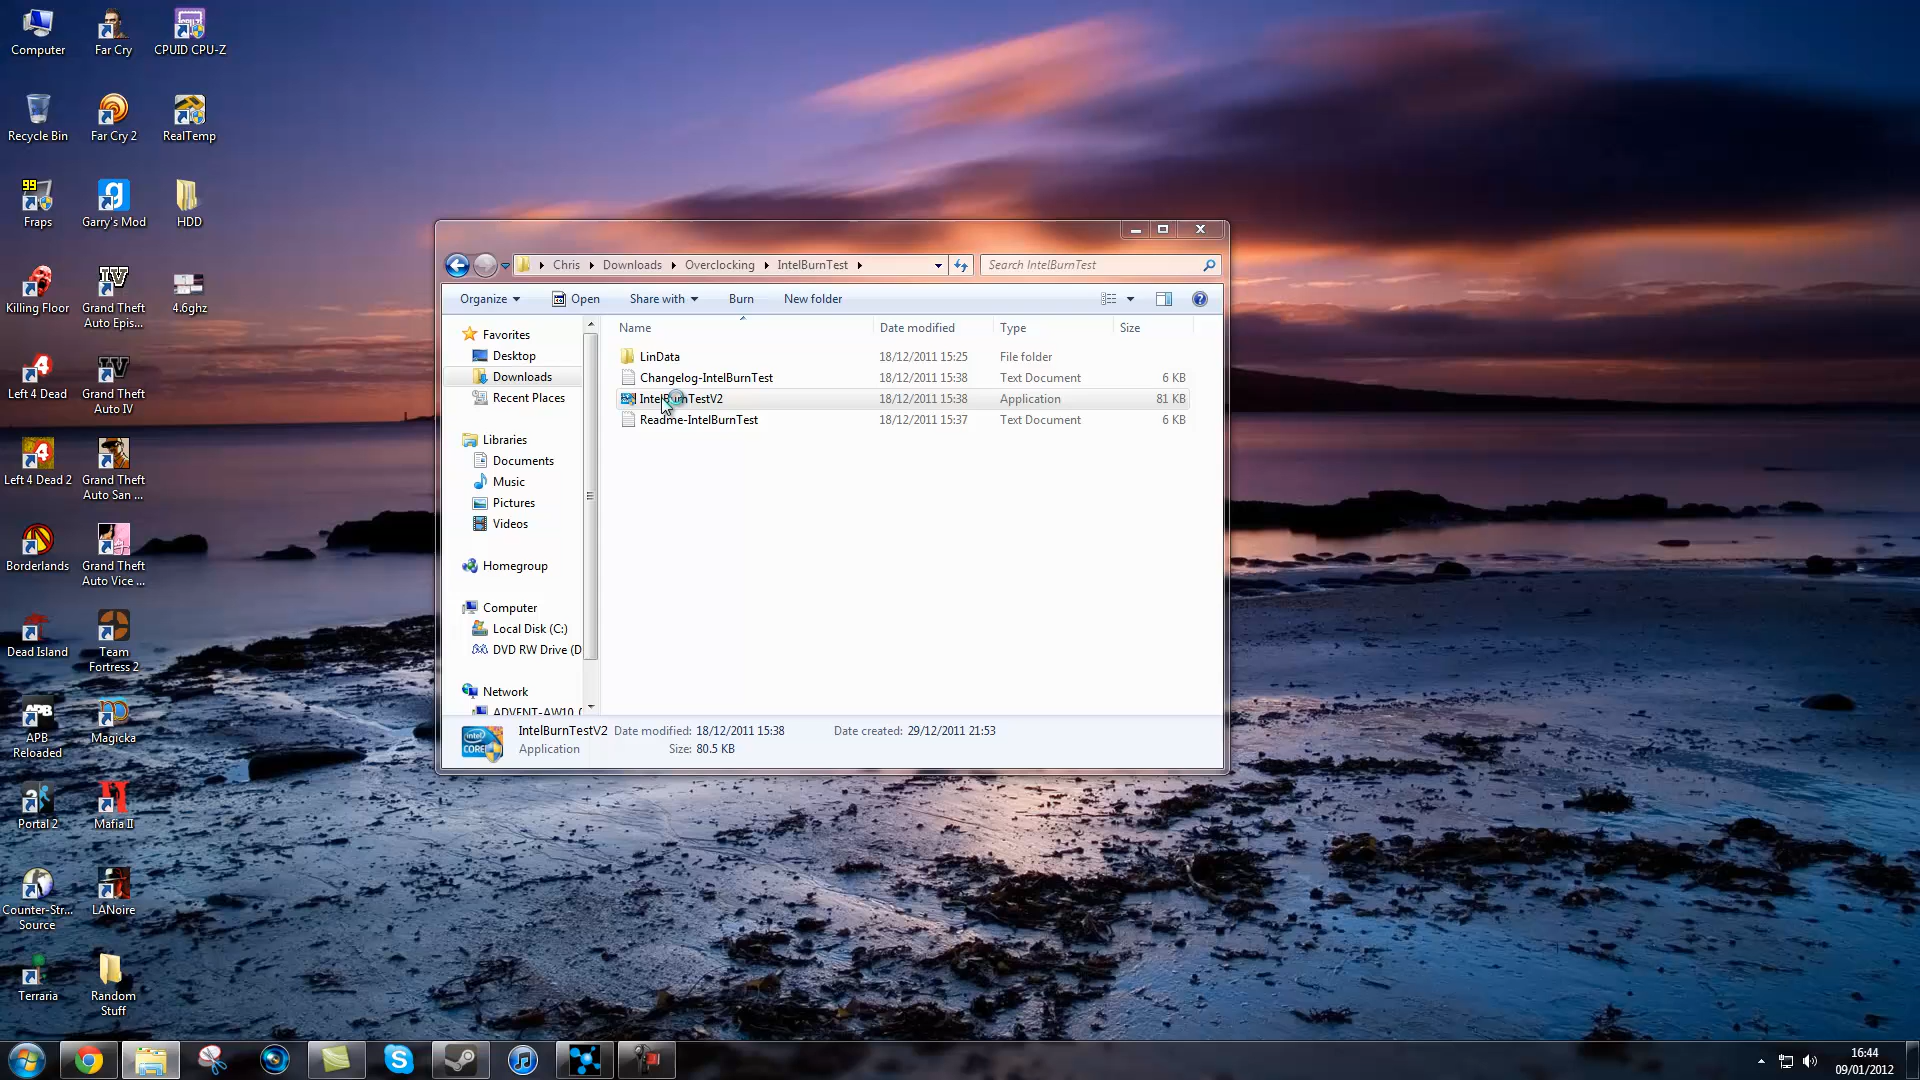 Computer
Far Cry
CPUID CPU-Z
Recycle Bin
Far Cry 2
RealTemp
99
Fraps
Garry's Mod
HDD
IV
Killing Floor
Grand Theft
Auto Epis...
4.6ghz
Left 4 Dead
Grand Theft
Auto IV
Left 4 Dead 2
Grand Theft
Auto San ...
Borderlands
Grand Theft
Auto Vice ...
Dead Island
Team
Fortress 2
APB
APB
Reloaded
Magicka
Portal 2
Mafia II
Counter-Str...
Source
LANoire
Terraria
Random
Stuff
Chris
Downloads
Overclocking
IntelBurnTest
Search IntelBurnTest
Organize
Open
Share with
Burn
New folder
Favorites
Desktop
Downloads
Recent Places
Libraries
Documents
Music
Pictures
Videos
Homegroup
Computer
Local Disk (C:)
DVD RW Drive (D
Network
ADVENT-AW10
Name Date modified Type Size
LinData 18/12/2011 15:25 File folder
Changelog-IntelBurnTest 18/12/2011 15:38 Text Document 6 KB
IntelBurnTestV2 18/12/2011 15:38 Application 81 KB
Readme-IntelBurnTest 18/12/2011 15:37 Text Document 6 KB
intel
CORE
IntelBurnTestV2 Date modified: 18/12/2011 15:38 Date created: 29/12/2011 21:53
Application Size: 80.5 KB
16:44
09/01/2012